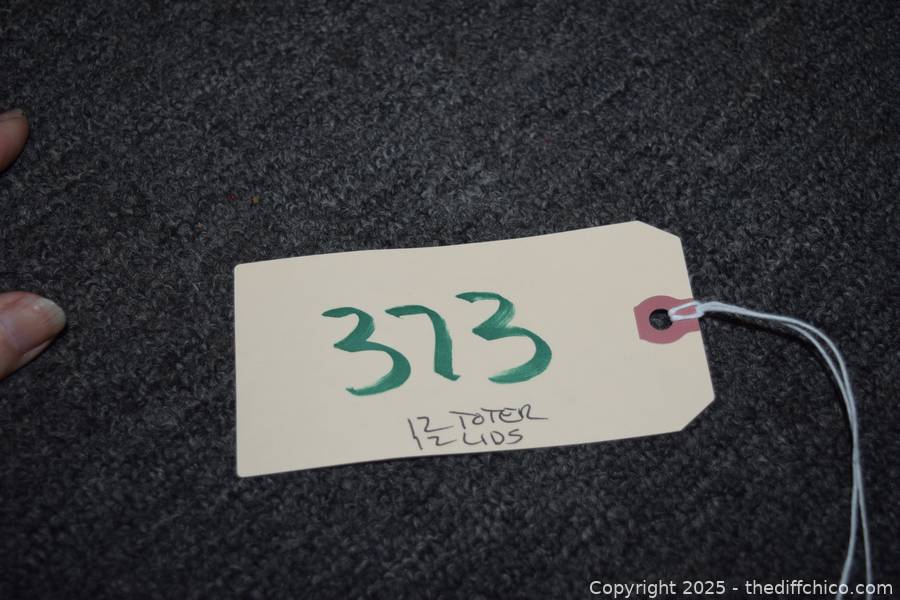 373
12 TOTER
12 LIDS
Copyright 2025 - thediffchico.com